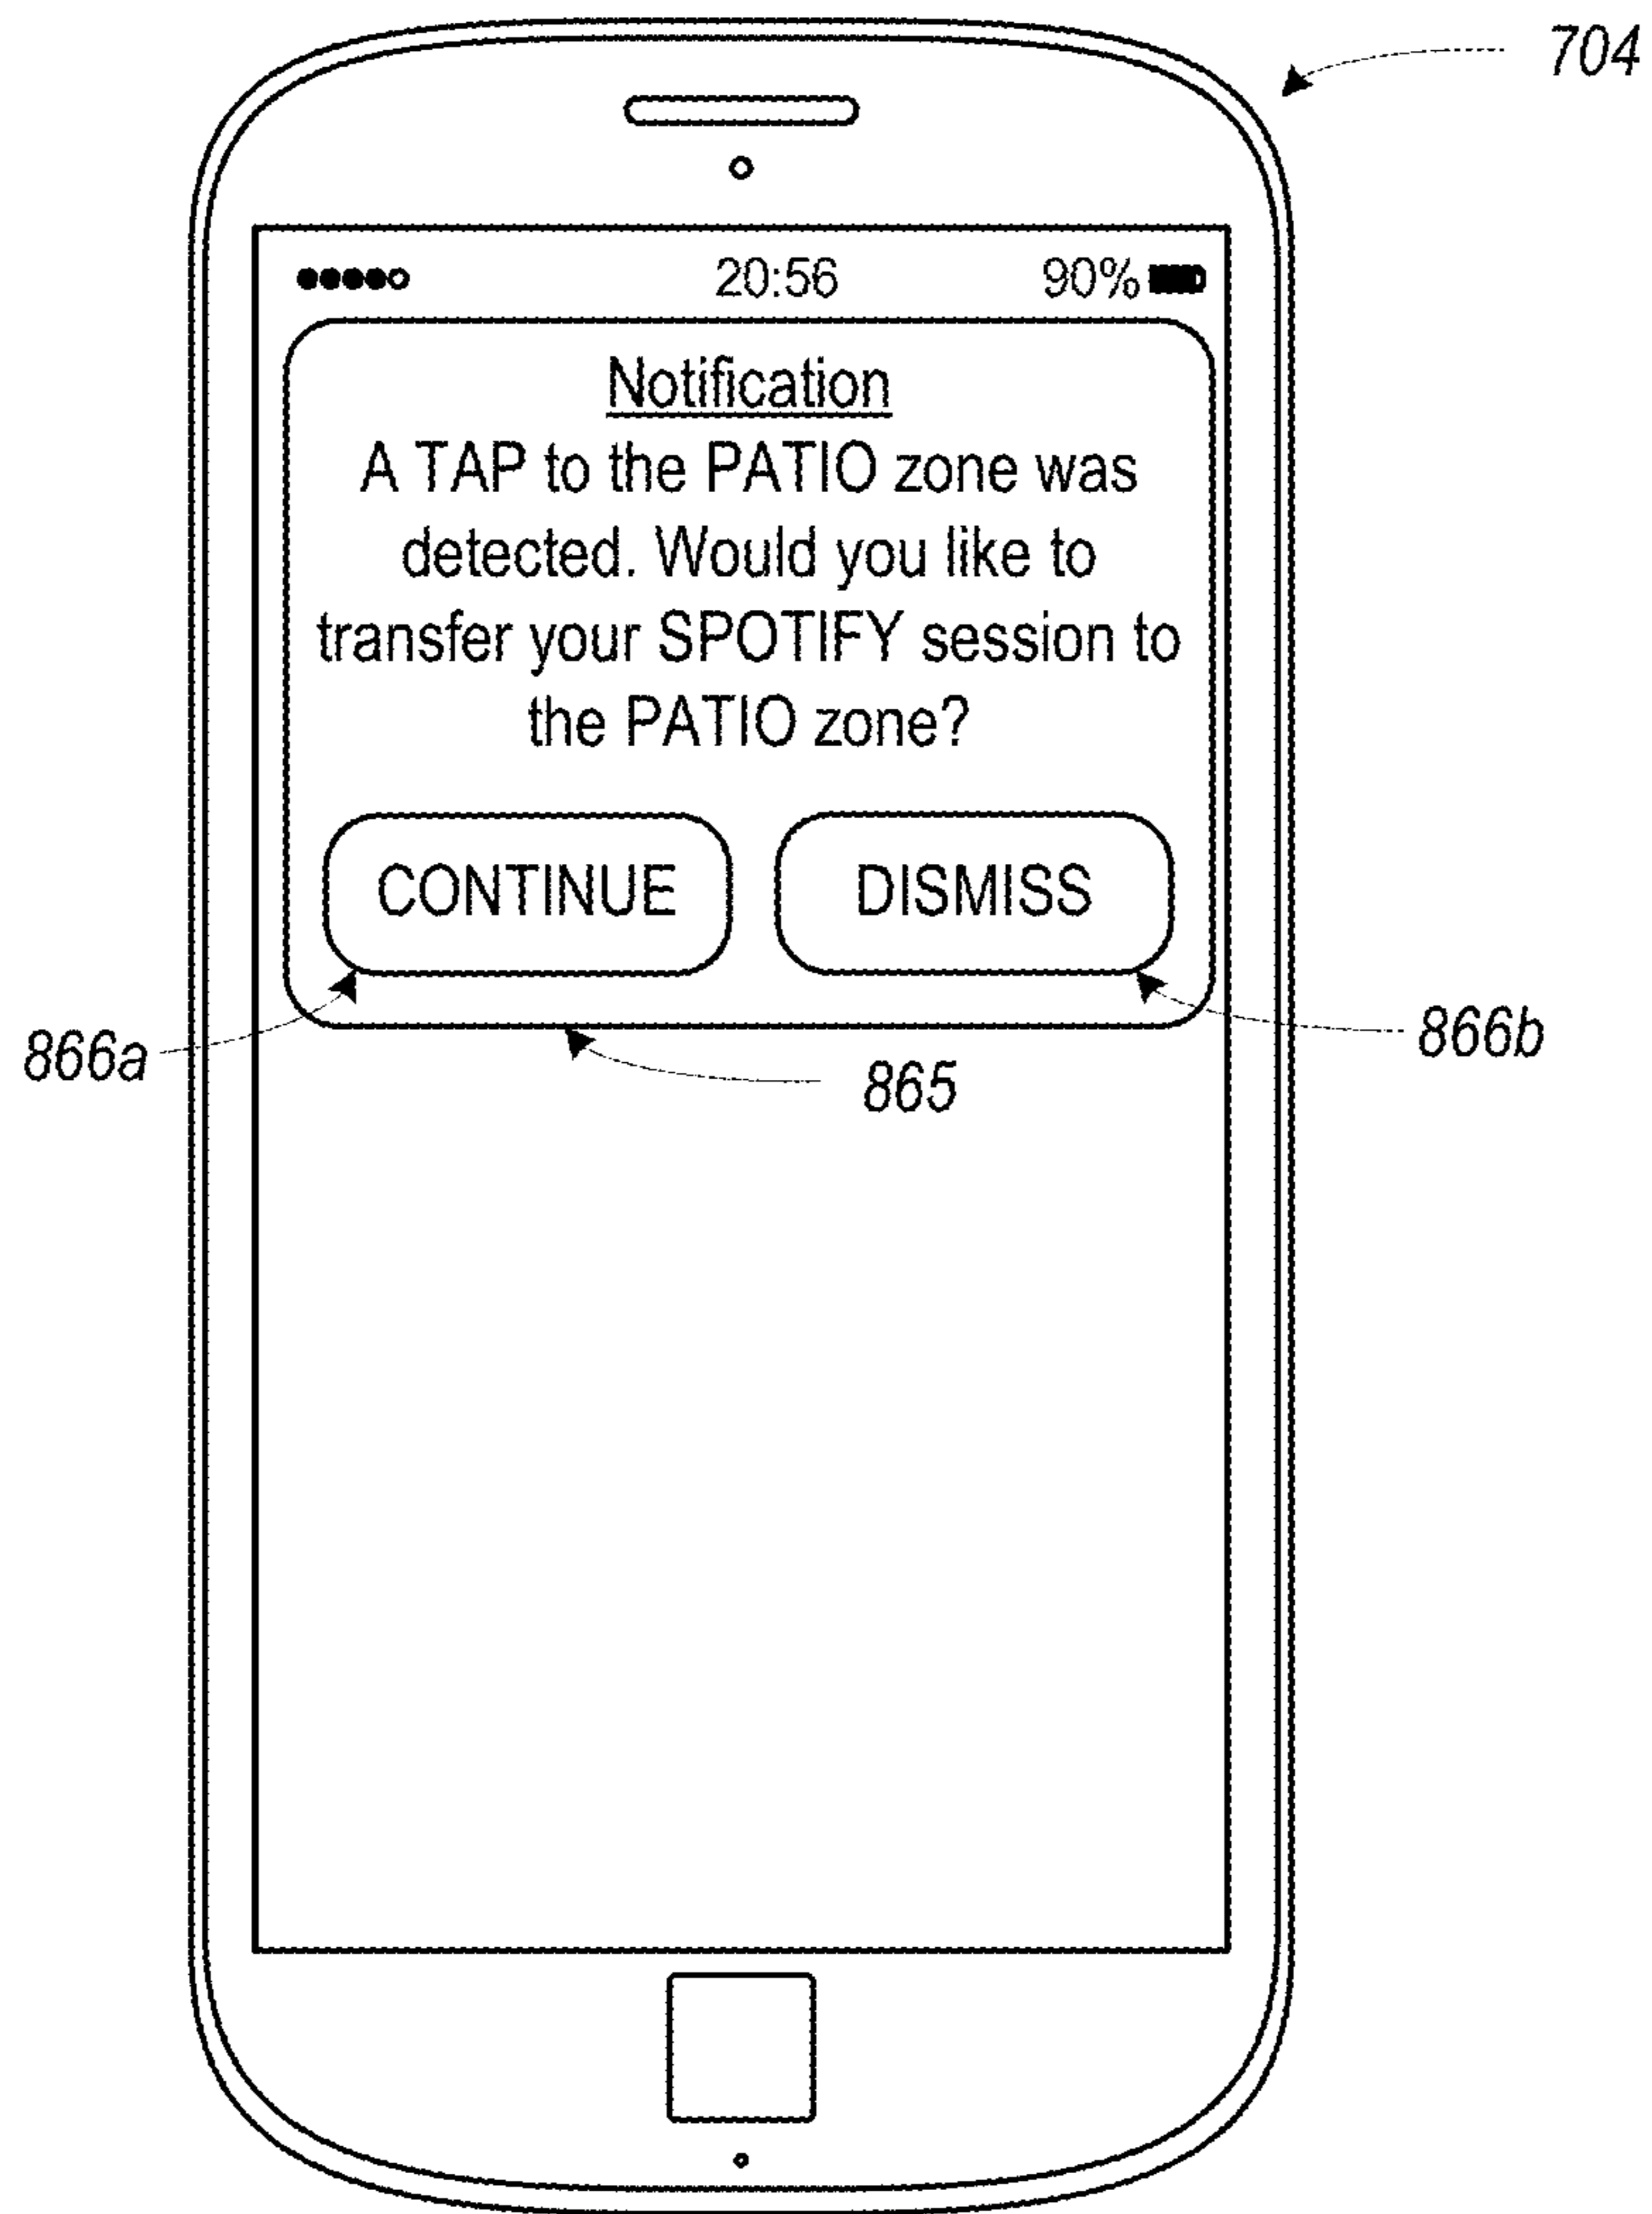 704
20:56 90%
Notification
A TAP to the PATIO zone was
detected. Would you like to
transfer your SPOTIFY session to
the PATIO zone?
CONTINUE DISMISS
866a 866b
865